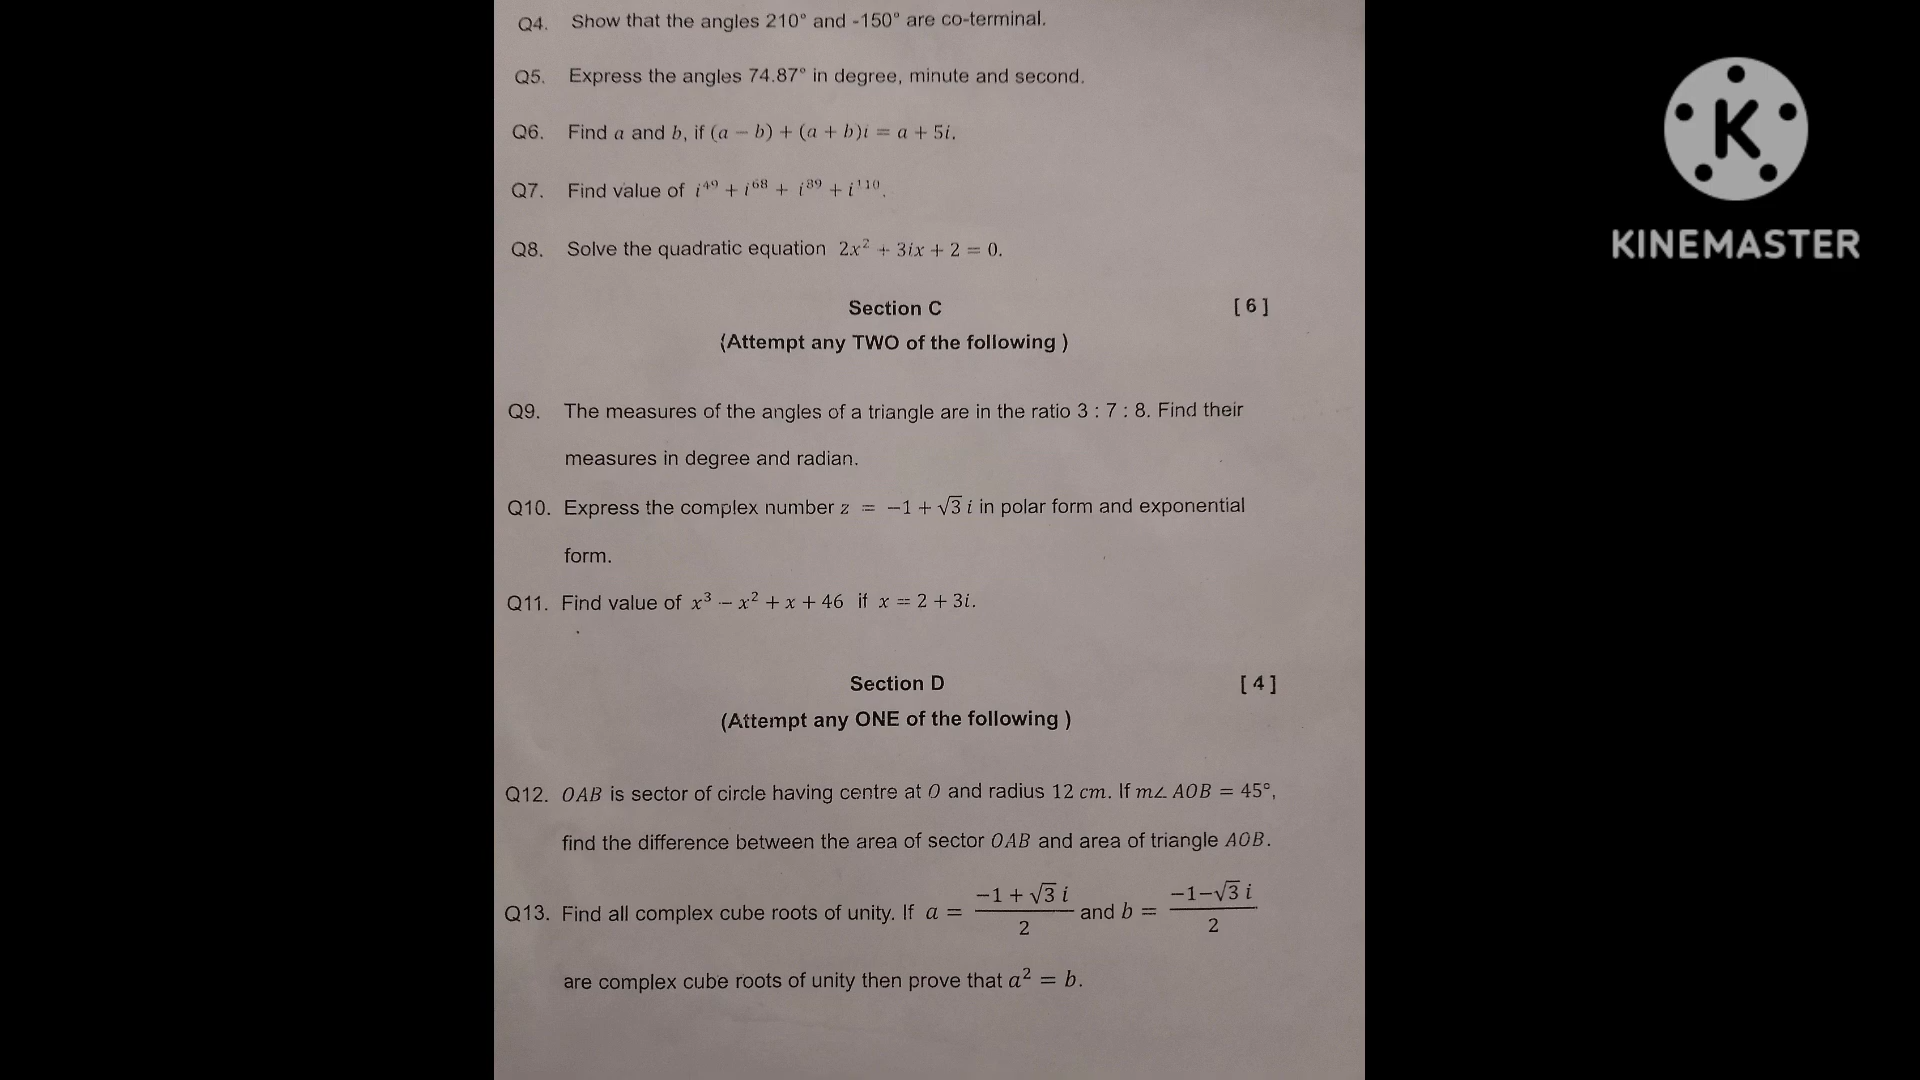 Q4. Show that the angles 210° and -150° are co-terminal.
Q5. Express the angles 74.87° in degree, minute and second.
Q6. Find a and b, if (a − b) + (a + b)i = a + 5i.
Q7. Find value of i⁴⁹ + i⁶⁸ + i⁸⁹ + i¹¹⁰.
Q8. Solve the quadratic equation 2x² + 3ix + 2 = 0.
Section C [ 6 ]
(Attempt any TWO of the following )
Q9. The measures of the angles of a triangle are in the ratio 3 : 7 : 8. Find their
measures in degree and radian.
Q10. Express the complex number z = −1 + √3 i in polar form and exponential
form.
Q11. Find value of x³ − x² + x + 46 if x = 2 + 3i.
Section D [ 4 ]
(Attempt any ONE of the following )
Q12. OAB is sector of circle having centre at O and radius 12 cm. If m∠ AOB = 45°,
find the difference between the area of sector OAB and area of triangle AOB.
Q13. Find all complex cube roots of unity. If a = (−1 + √3 i)/2 and b = (−1−√3 i)/2
are complex cube roots of unity then prove that a² = b.
KINEMASTER